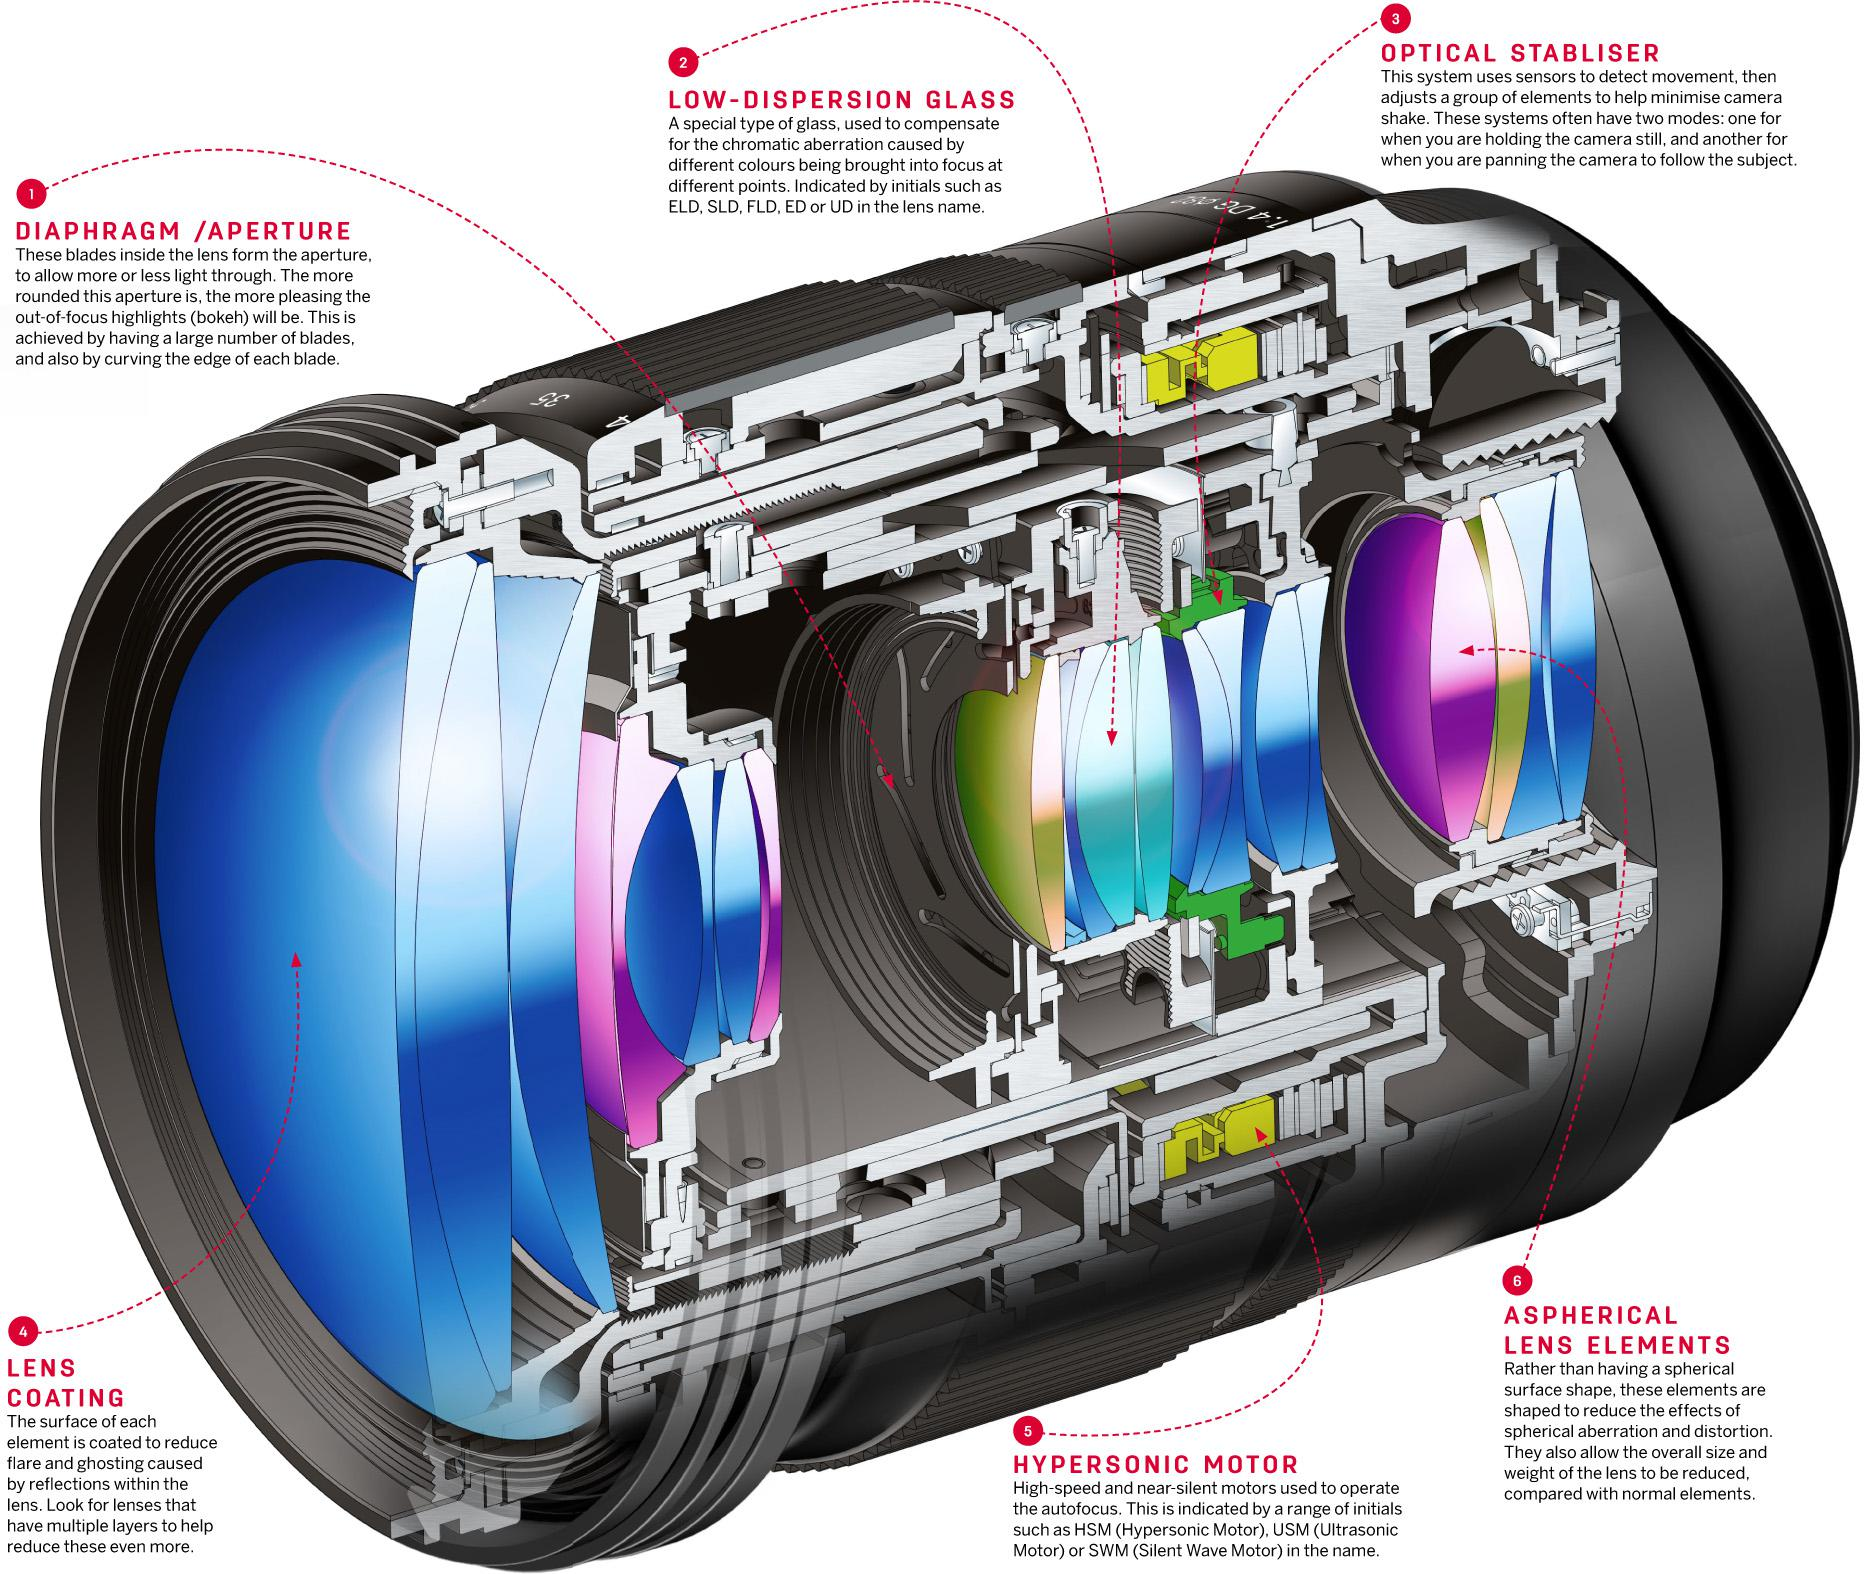 1
DIAPHRAGM /APERTURE
These blades inside the lens form the aperture,
to allow more or less light through. The more
rounded this aperture is, the more pleasing the
out-of-focus highlights (bokeh) will be. This is
achieved by having a large number of blades,
and also by curving the edge of each blade.
2
LOW-DISPERSION GLASS
A special type of glass, used to compensate
for the chromatic aberration caused by
different colours being brought into focus at
different points. Indicated by initials such as
ELD, SLD, FLD, ED or UD in the lens name.
3
OPTICAL STABLISER
This system uses sensors to detect movement, then
adjusts a group of elements to help minimise camera
shake. These systems often have two modes: one for
when you are holding the camera still, and another for
when you are panning the camera to follow the subject.
1:4 DG
35
4
LENS
COATING
The surface of each
element is coated to reduce
flare and ghosting caused
by reflections within the
lens. Look for lenses that
have multiple layers to help
reduce these even more.
5
HYPERSONIC MOTOR
High-speed and near-silent motors used to operate
the autofocus. This is indicated by a range of initials
such as HSM (Hypersonic Motor), USM (Ultrasonic
Motor) or SWM (Silent Wave Motor) in the name.
6
ASPHERICAL
LENS ELEMENTS
Rather than having a spherical
surface shape, these elements are
shaped to reduce the effects of
spherical aberration and distortion.
They also allow the overall size and
weight of the lens to be reduced,
compared with normal elements.